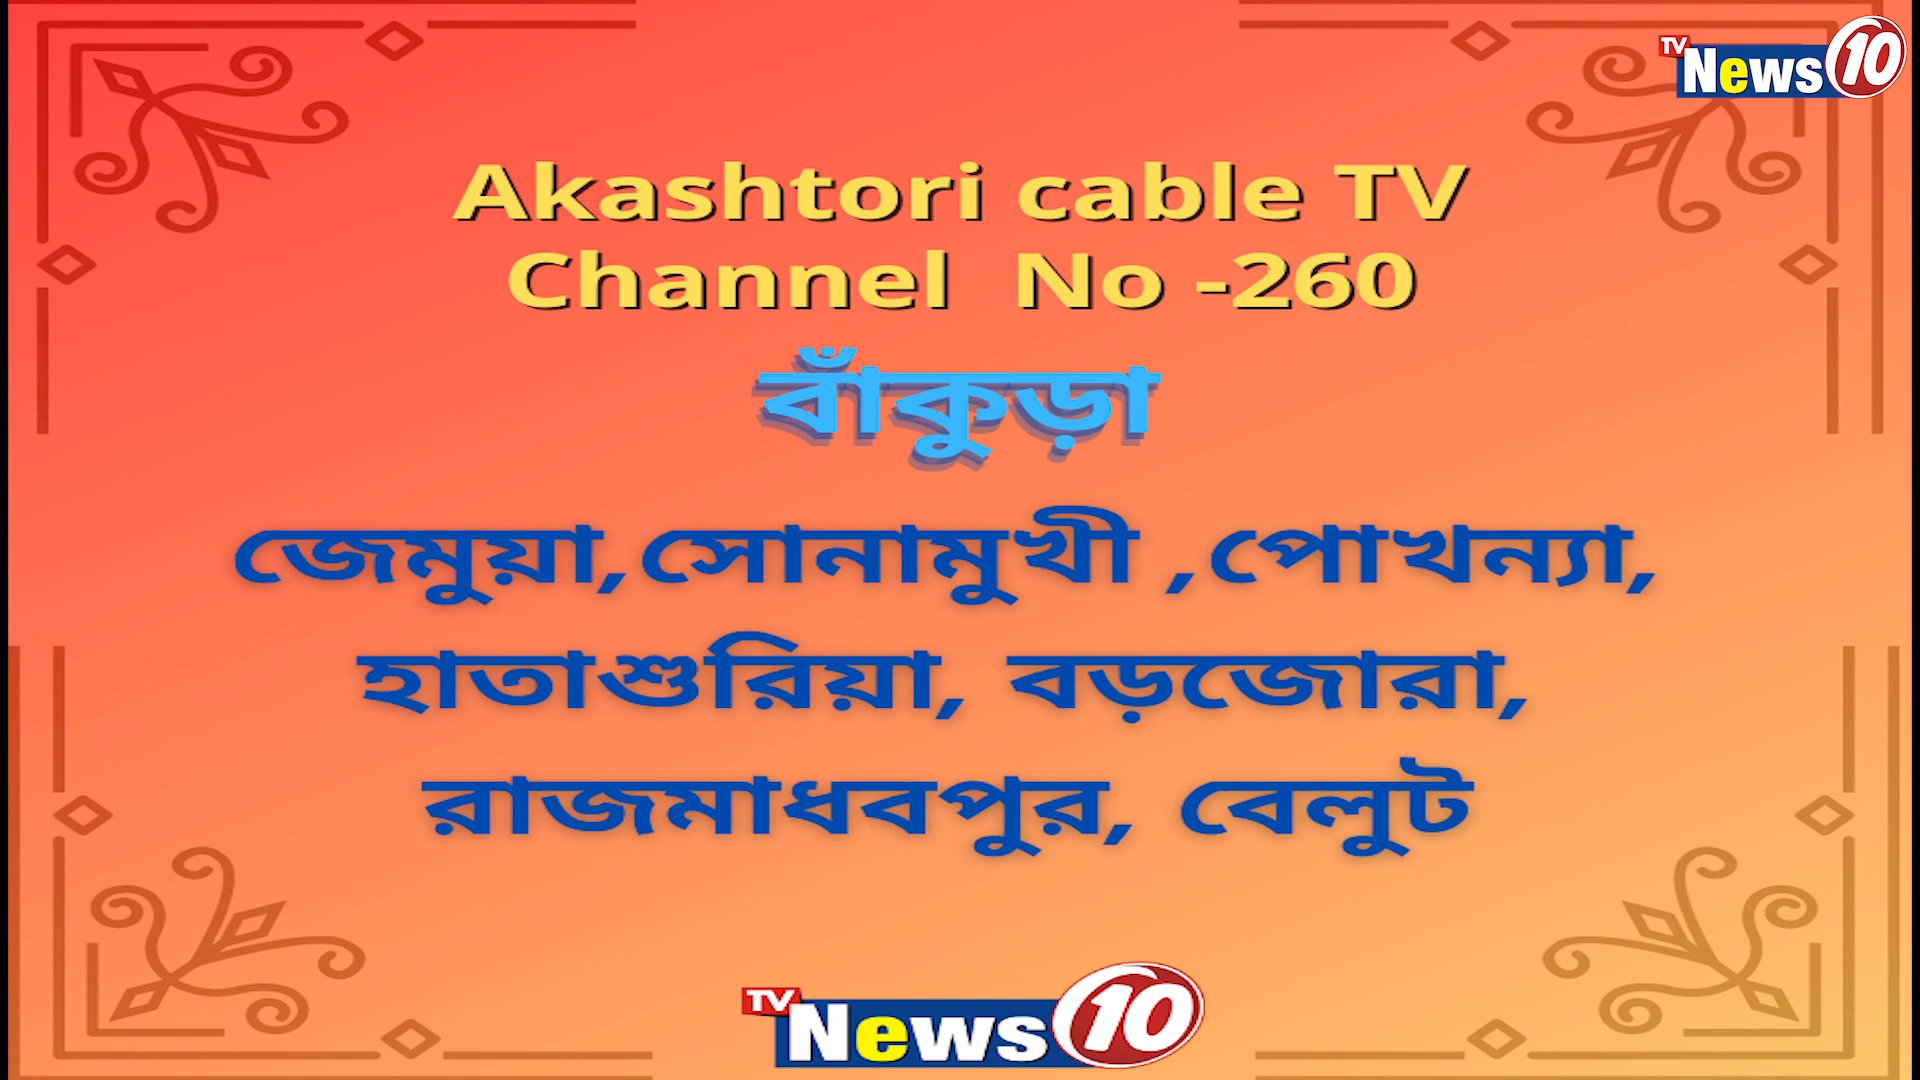 TV News 10
Akashtori cable TV
Channel No -260
বাঁকুড়া
জেমুয়া,সোনামুখী ,পোখন্যা,
হাতাশুরিয়া, বড়জোরা,
রাজমাধবপুর, বেলুট
TV News 10